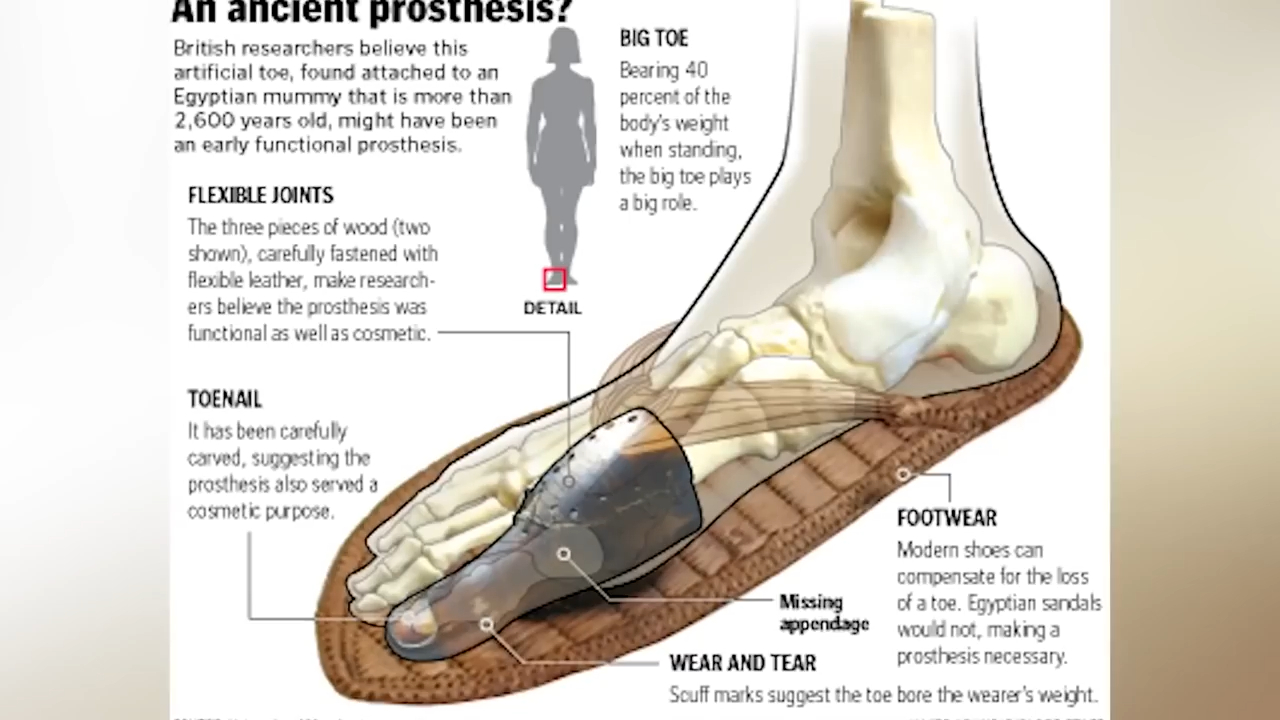 An ancient prosthesis?
British researchers believe this
artificial toe, found attached to an
Egyptian mummy that is more than
2,600 years old, might have been
an early functional prosthesis.
BIG TOE
Bearing 40
percent of the
body's weight
when standing,
the big toe plays
a big role.
FLEXIBLE JOINTS
The three pieces of wood (two
shown), carefully fastened with
flexible leather, make research-
ers believe the prosthesis was
functional as well as cosmetic.
DETAIL
TOENAIL
It has been carefully
carved, suggesting the
prosthesis also served a
cosmetic purpose.
FOOTWEAR
Modern shoes can
compensate for the loss
of a toe. Egyptian sandals
would not, making a
prosthesis necessary.
Missing
appendage
WEAR AND TEAR
Scuff marks suggest the toe bore the wearer's weight.